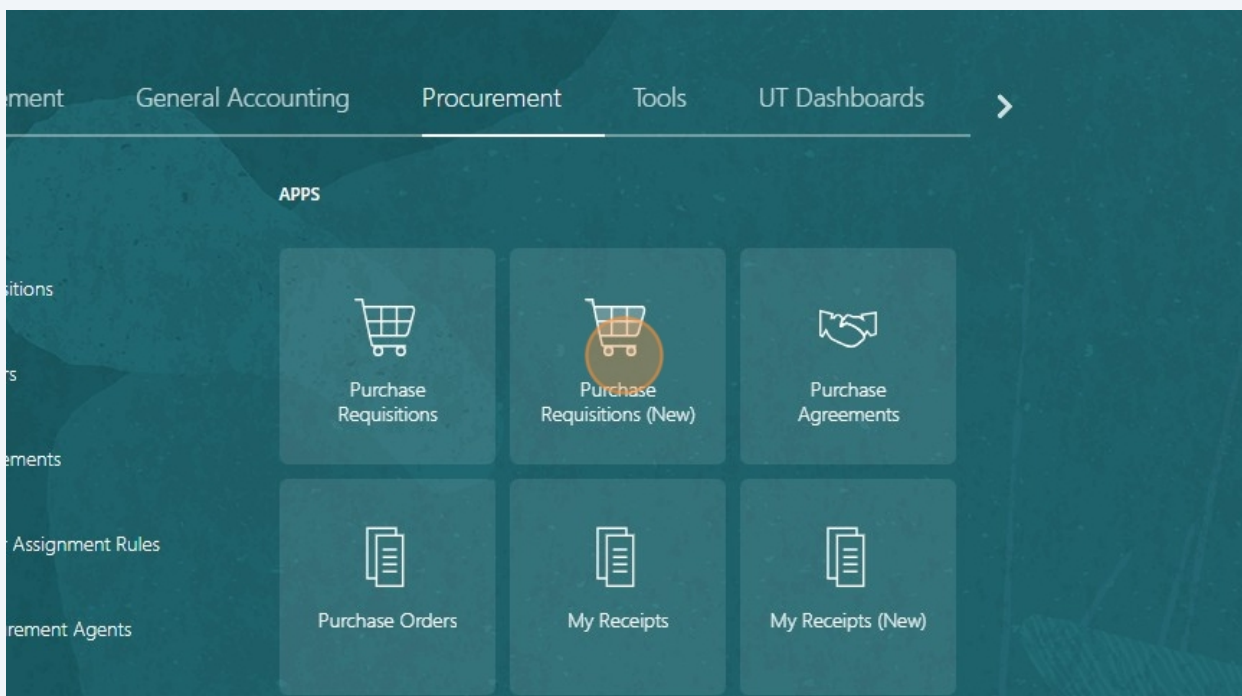 ement General Accounting Procurement Tools UT Dashboards
APPS
sitions
Purchase
Requisitions
Purchase
Requisitions (New)
Purchase
Agreements
rs
ements
r Assignment Rules
Purchase Orders
My Receipts
My Receipts (New)
rement Agents